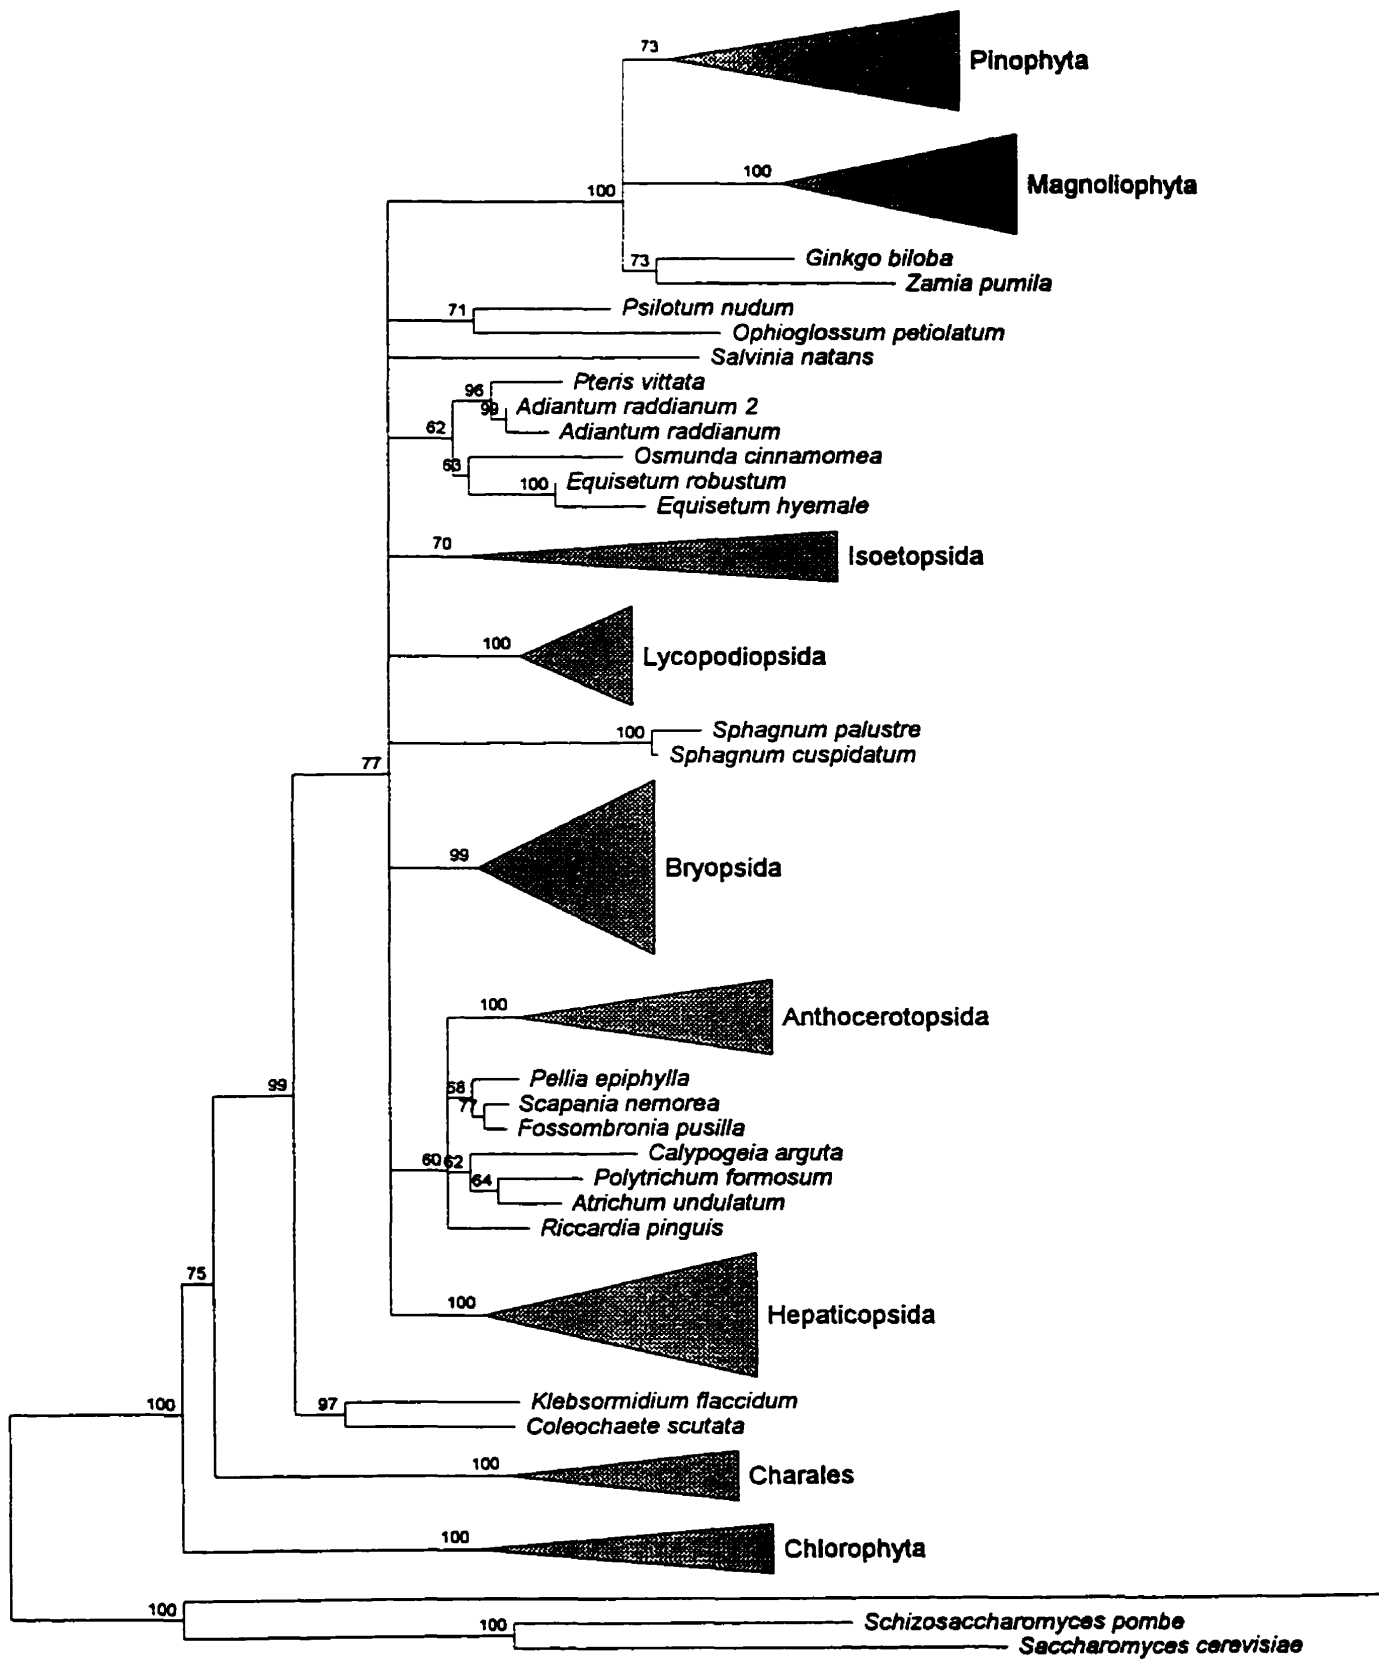 73
Pinophyta
100
Magnoliophyta
100
Ginkgo biloba
73
Zamia pumila
Psilotum nudum
71
Ophioglossum petiolatum
Salvinia natans
Pteris vittata
96
Adiantum raddianum 2
99
Adiantum raddianum
62
Osmunda cinnamomea
63
Equisetum robustum
100
Equisetum hyemale
70
Isoetopsida
100
Lycopodiopsida
Sphagnum palustre
100
Sphagnum cuspidatum
77
99
Bryopsida
100
Anthocerotopsida
Pellia epiphylla
99
58
Scapania nemorea
77
Fossombronia pusilla
Calypogeia arguta
60
62
Polytrichum formosum
64
Atrichum undulatum
Riccardia pinguis
75
100
Hepaticopsida
Klebsormidium flaccidum
100
97
Coleochaete scutata
100
Charales
100
Chlorophyta
100
Schizosaccharomyces pombe
100
Saccharomyces cerevisiae